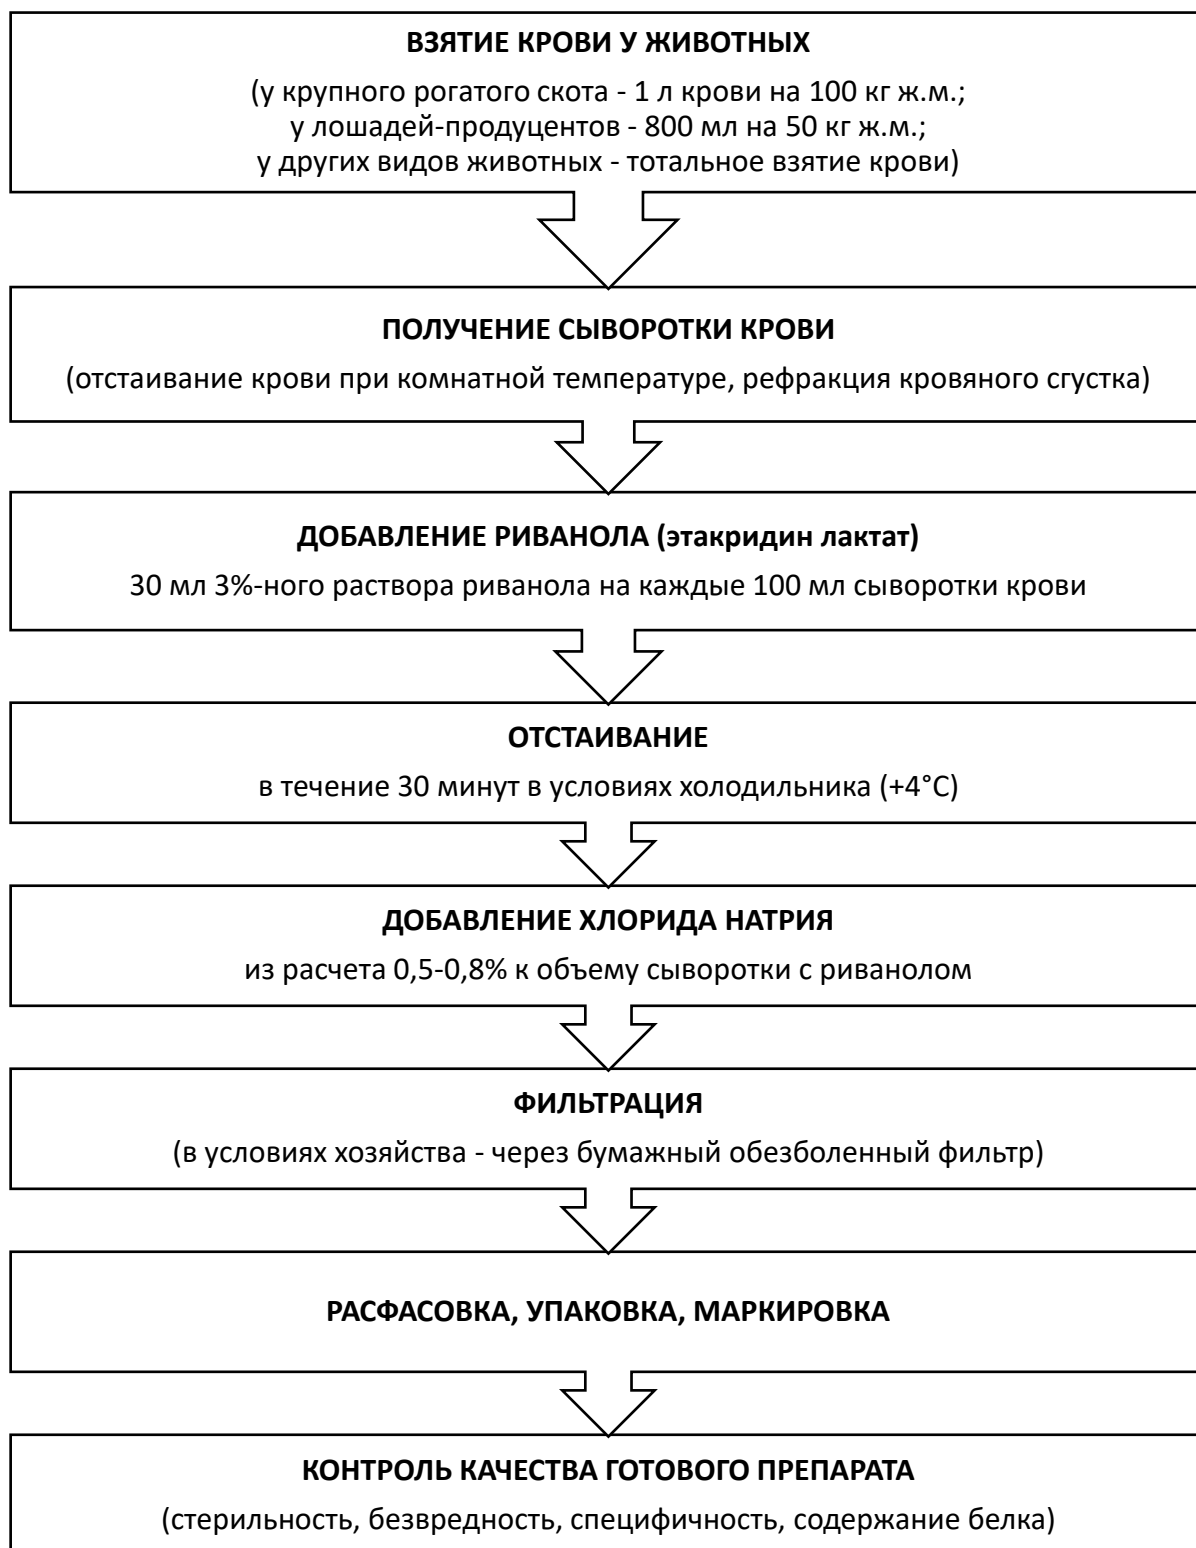 ВЗЯТИЕ КРОВИ У ЖИВОТНЫХ
(у крупного рогатого скота - 1 л крови на 100 кг ж.м.;
у лошадей-продуцентов - 800 мл на 50 кг ж.м.;
у других видов животных - тотальное взятие крови)
ПОЛУЧЕНИЕ СЫВОРОТКИ КРОВИ
(отстаивание крови при комнатной температуре, рефракция кровяного сгустка)
ДОБАВЛЕНИЕ РИВАНОЛА (этакридин лактат)
30 мл 3%-ного раствора риванола на каждые 100 мл сыворотки крови
ОТСТАИВАНИЕ
в течение 30 минут в условиях холодильника (+4°С)
ДОБАВЛЕНИЕ ХЛОРИДА НАТРИЯ
из расчета 0,5-0,8% к объему сыворотки с риванолом
ФИЛЬТРАЦИЯ
(в условиях хозяйства - через бумажный обезболенный фильтр)
РАСФАСОВКА, УПАКОВКА, МАРКИРОВКА
КОНТРОЛЬ КАЧЕСТВА ГОТОВОГО ПРЕПАРАТА
(стерильность, безвредность, специфичность, содержание белка)